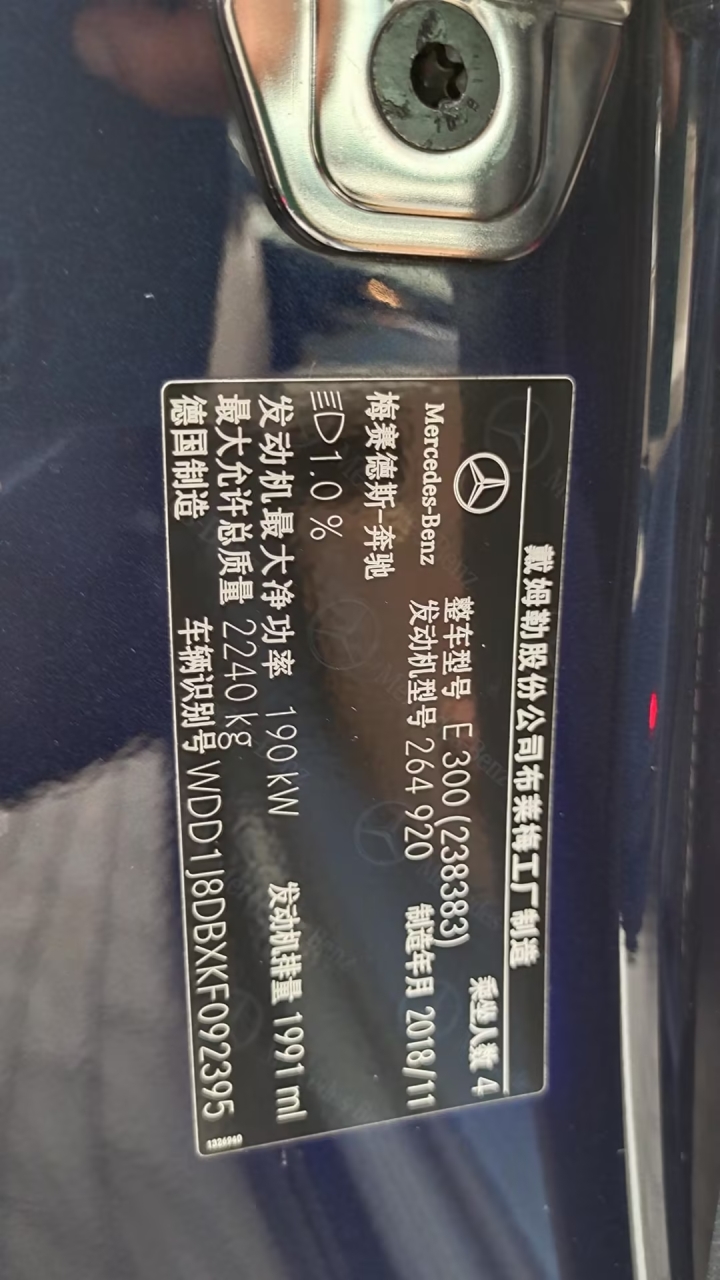 戴姆勒股份公司布莱梅工厂制造
Mercedes-Benz 整车型号 E 300 (238383) 乘坐人数 4
梅赛德斯-奔驰 发动机型号 264 920 制造年月 2018/11
1.0 %
发动机最大净功率 190 kW 发动机排量 1991 ml
最大允许总质量 2240 kg
德国制造 车辆识别号 WDD1J8DBXKF092395